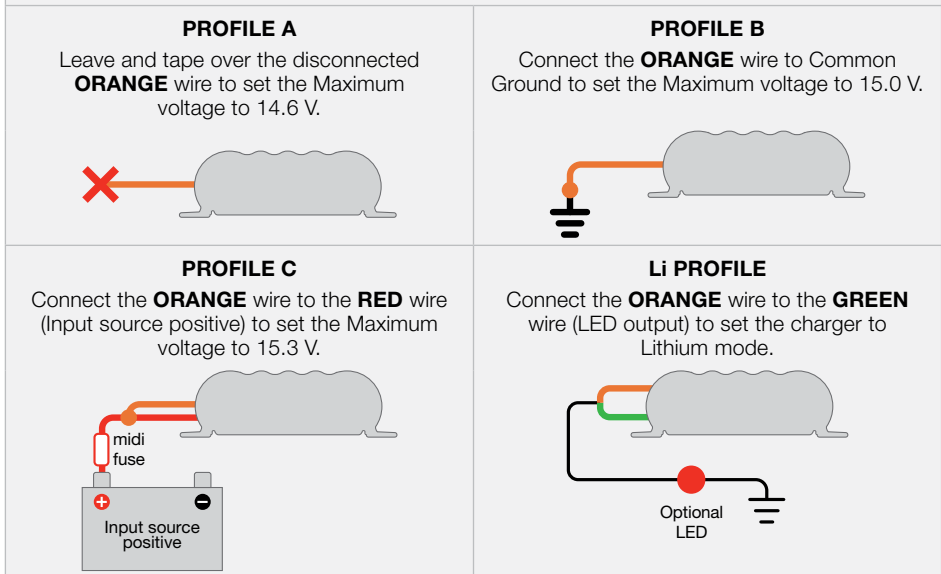 PROFILE A
Leave and tape over the disconnected
ORANGE wire to set the Maximum
voltage to 14.6 V.
PROFILE B
Connect the ORANGE wire to Common
Ground to set the Maximum voltage to 15.0 V.
PROFILE C
Connect the ORANGE wire to the RED wire
(Input source positive) to set the Maximum
voltage to 15.3 V.
midi
fuse
+
-
Input source
positive
Li PROFILE
Connect the ORANGE wire to the GREEN
wire (LED output) to set the charger to
Lithium mode.
Optional
LED